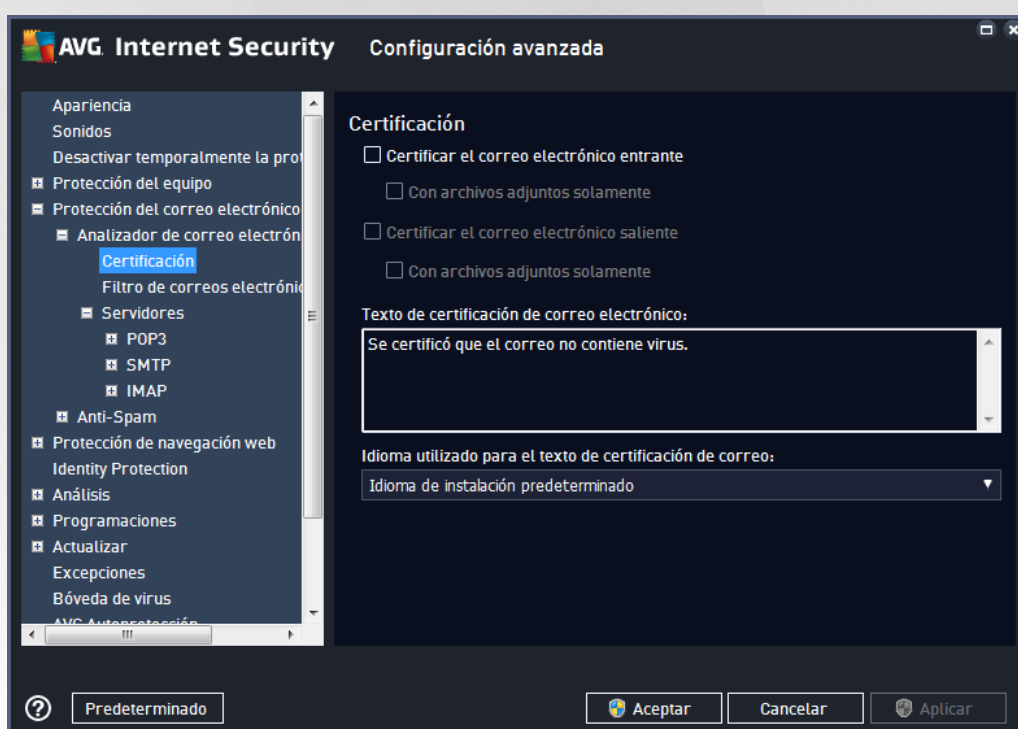 AVG. Internet Security
Configuración avanzada
Apariencia
Sonidos
Desactivar temporalmente la prot
Protección del equipo
Protección del correo electrónico
Analizador de correo electrón
Certificación
Filtro de correos electrónic
Servidores
POP3
SMTP
IMAP
Anti-Spam
Protección de navegación web
Identity Protection
Análisis
Programaciones
Actualizar
Excepciones
Bóveda de virus
AVG Autoprotección
Certificación
Certificar el correo electrónico entrante
Con archivos adjuntos solamente
Certificar el correo electrónico saliente
Con archivos adjuntos solamente
Texto de certificación de correo electrónico:
Se certificó que el correo no contiene virus.
Idioma utilizado para el texto de certificación de correo:
Idioma de instalación predeterminado
Predeterminado
Aceptar
Cancelar
Aplicar